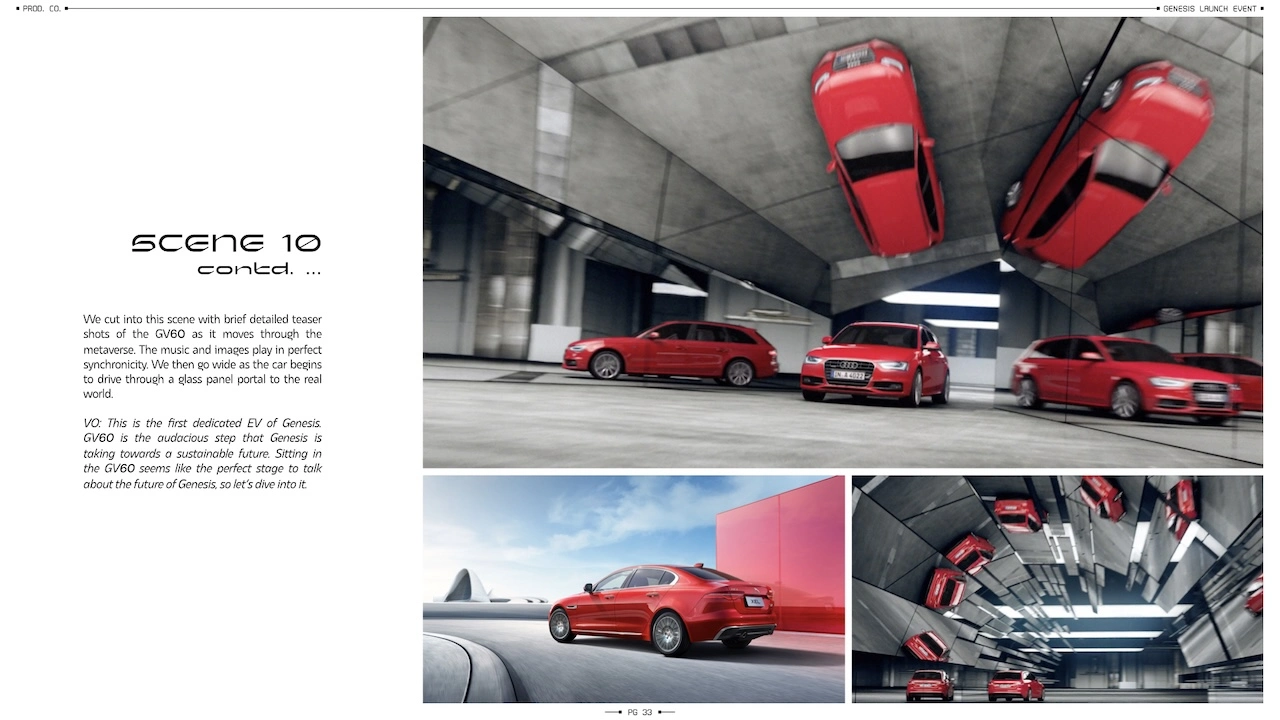 PROD. CO.
GENESIS LAUNCH EVENT
SCENE 10
contd. ...
We cut into this scene with brief detailed teaser
shots of the GV60 as it moves through the
metaverse. The music and images play in perfect
synchronicity. We then go wide as the car begins
to drive through a glass panel portal to the real
world.
VO: This is the first dedicated EV of Genesis.
GV60 is the audacious step that Genesis is
taking towards a sustainable future. Sitting in
the GV60 seems like the perfect stage to talk
about the future of Genesis, so let's dive into it.
XEL
PG 33